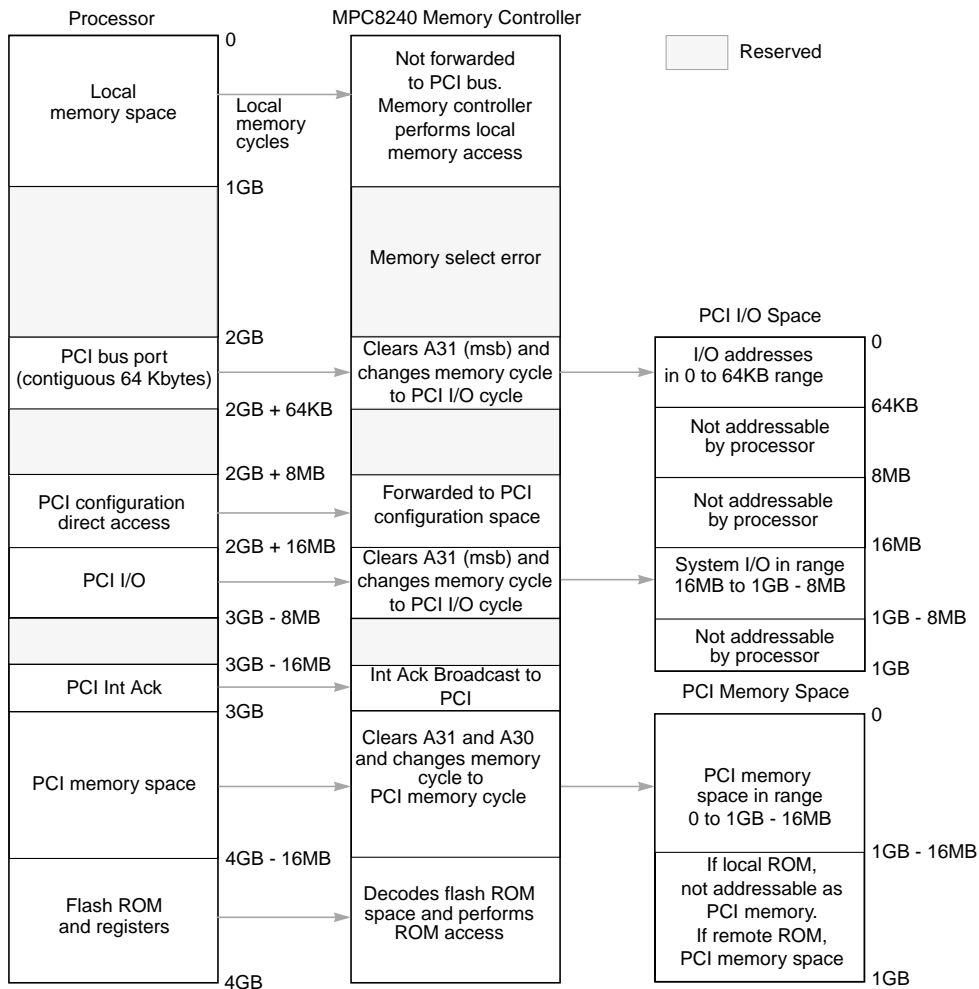 Processor
MPC8240 Memory Controller
0
Reserved
Local
memory space
Local
memory
cycles
Not forwarded
to PCI bus.
Memory controller
performs local
memory access
1GB
Memory select error
2GB
PCI I/O Space
PCI bus port
(contiguous 64 Kbytes)
Clears A31 (msb) and
changes memory cycle
to PCI I/O cycle
0
I/O addresses
in 0 to 64KB range
2GB + 64KB
64KB
Not addressable
by processor
2GB + 8MB
8MB
PCI configuration
direct access
Forwarded to PCI
configuration space
Not addressable
by processor
2GB + 16MB
16MB
PCI I/O
Clears A31 (msb) and
changes memory cycle
to PCI I/O cycle
System I/O in range
16MB to 1GB - 8MB
3GB - 8MB
1GB - 8MB
Not addressable
by processor
3GB - 16MB
1GB
PCI Int Ack
Int Ack Broadcast to
PCI
PCI Memory Space
3GB
0
PCI memory space
Clears A31 and A30
and changes memory
cycle to
PCI memory cycle
PCI memory
space in range
0 to 1GB - 16MB
4GB - 16MB
1GB - 16MB
Flash ROM
and registers
Decodes flash ROM
space and performs
ROM access
If local ROM,
not addressable as
PCI memory.
If remote ROM,
PCI memory space
4GB
1GB